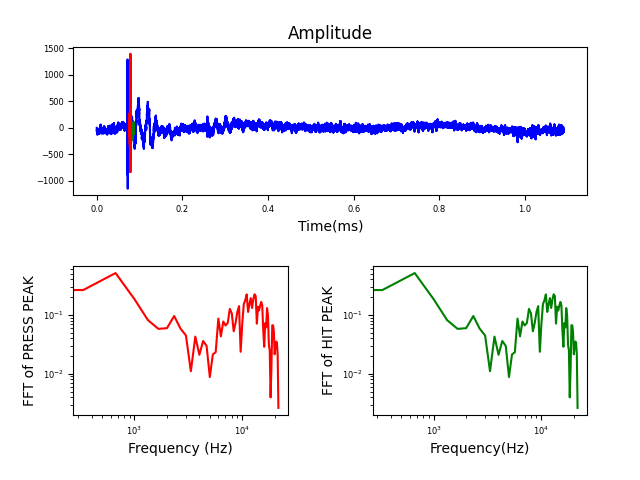 Amplitude
1500
1000
500
0
−500
−1000
0.0 0.2 0.4 0.6 0.8 1.0
Time(ms)
FFT of PRESS PEAK
10⁻¹
10⁻²
10³ 10⁴
Frequency (Hz)
FFT of HIT PEAK
10⁻¹
10⁻²
10³ 10⁴
Frequency(Hz)